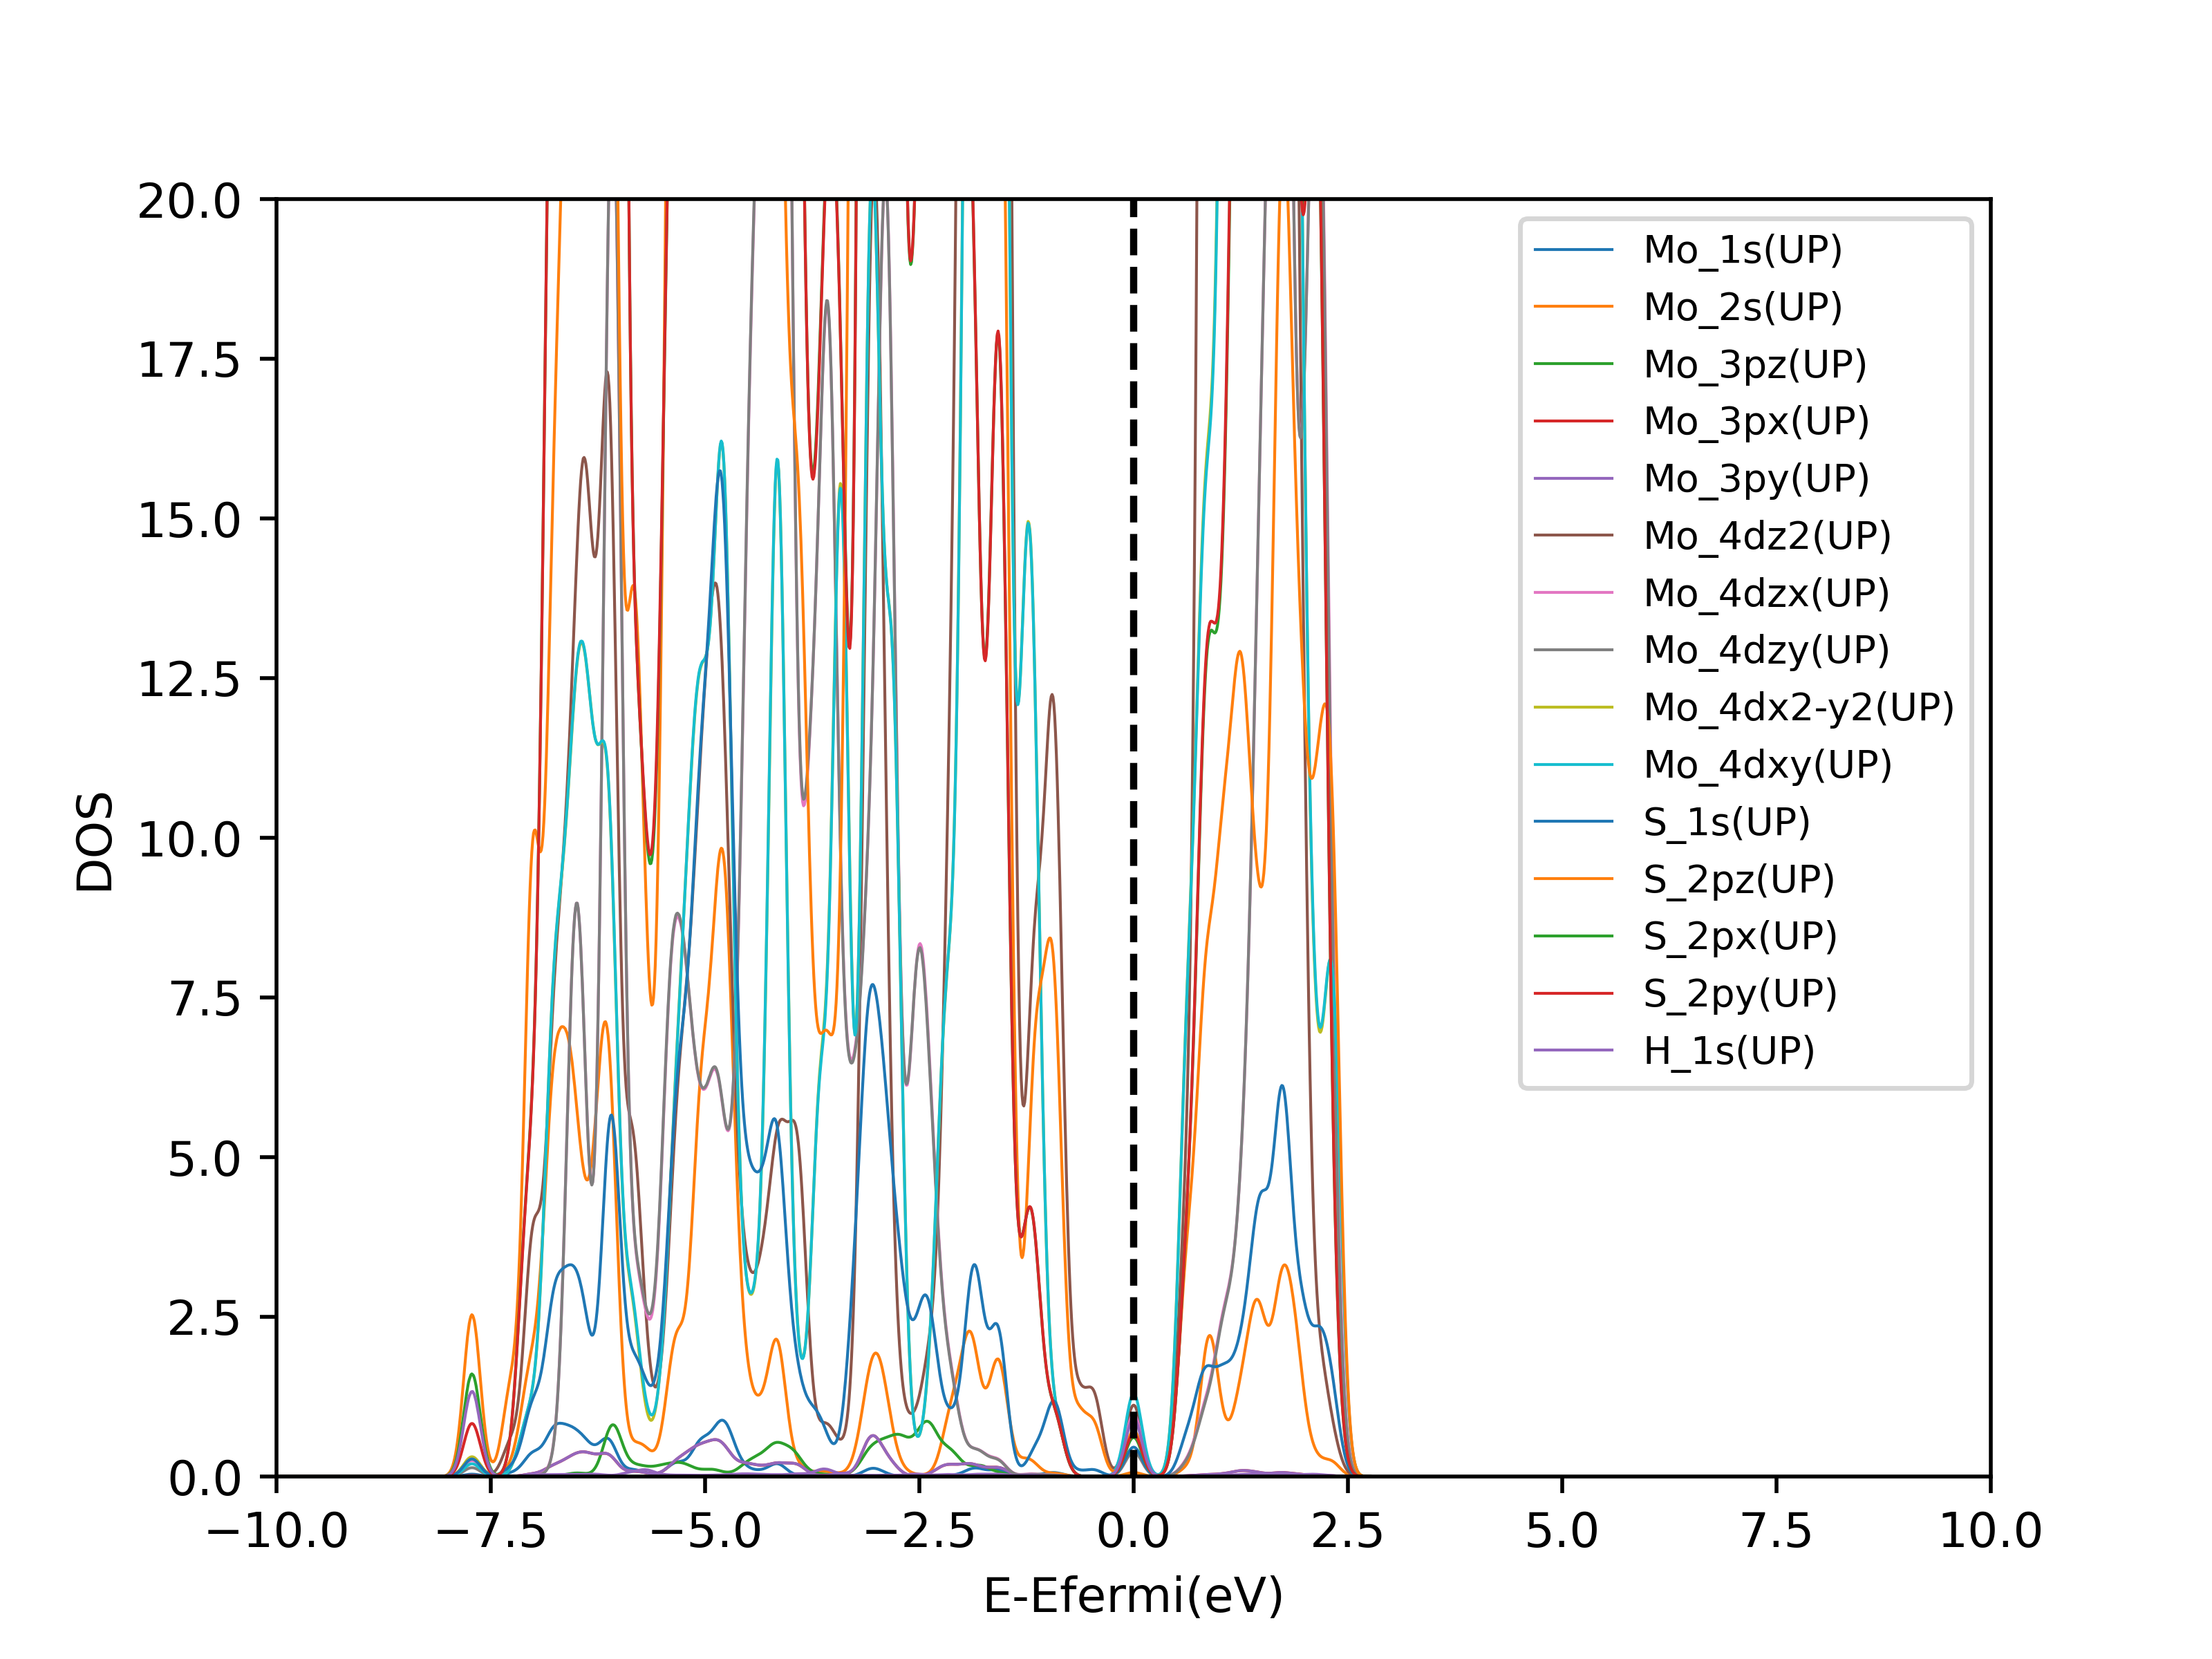 20.0
17.5
15.0
12.5
10.0
7.5
5.0
2.5
0.0
DOS
−10.0 −7.5 −5.0 −2.5 0.0 2.5 5.0 7.5 10.0
E-Efermi(eV)
Mo_1s(UP)
Mo_2s(UP)
Mo_3pz(UP)
Mo_3px(UP)
Mo_3py(UP)
Mo_4dz2(UP)
Mo_4dzx(UP)
Mo_4dzy(UP)
Mo_4dx2-y2(UP)
Mo_4dxy(UP)
S_1s(UP)
S_2pz(UP)
S_2px(UP)
S_2py(UP)
H_1s(UP)